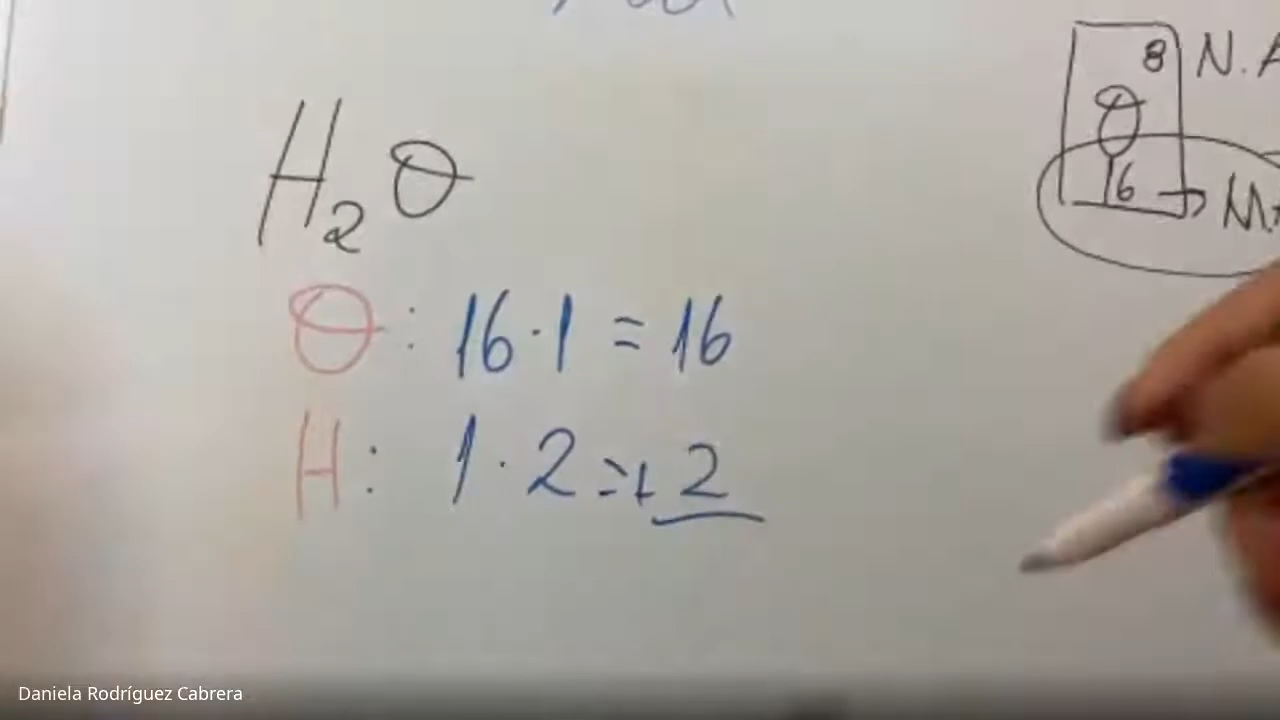 H₂O
O: 16·1 = 16
H: 1·2 = + 2
8 N.A
O
16 → M.
Daniela Rodríguez Cabrera